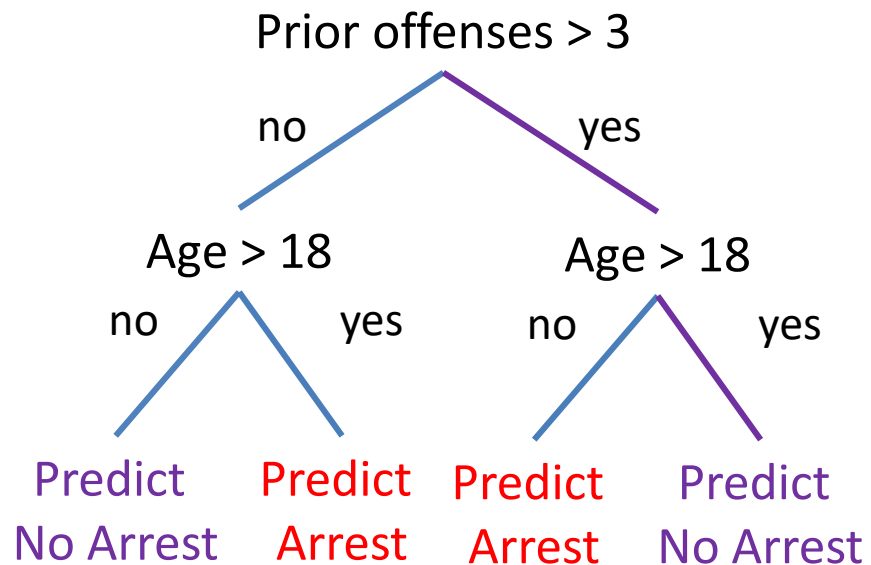 Prior offenses > 3
no
yes
Age > 18
Age > 18
no
yes
no
yes
Predict
No Arrest
Predict
Arrest
Predict
Arrest
Predict
No Arrest